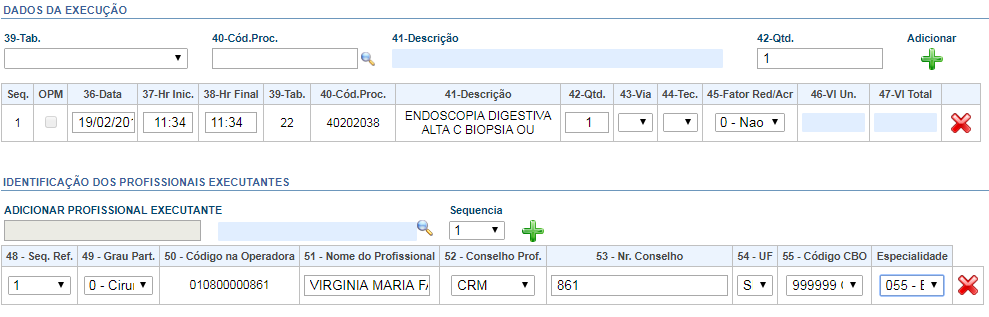 DADOS DA EXECUÇÃO
39-Tab. 40-Cód.Proc. 41-Descrição 42-Qtd. Adicionar
1
Seq. OPM 36-Data 37-Hr Inic. 38-Hr Final 39-Tab. 40-Cód.Proc. 41-Descrição 42-Qtd. 43-Via 44-Tec. 45-Fator Red/Acr 46-Vl Un. 47-Vl Total
1 19/02/201 11:34 11:34 22 40202038 ENDOSCOPIA DIGESTIVA 1 0 - Nao
ALTA C BIOPSIA OU
IDENTIFICAÇÃO DOS PROFISSIONAIS EXECUTANTES
ADICIONAR PROFISSIONAL EXECUTANTE Sequencia
1
48 - Seq. Ref. 49 - Grau Part. 50 - Código na Operadora 51 - Nome do Profissional 52 - Conselho Prof. 53 - Nr. Conselho 54 - UF 55 - Código CBO Especialidade
1 0 - Cirur 010800000861 VIRGINIA MARIA FA CRM 861 S 999999 055 - E